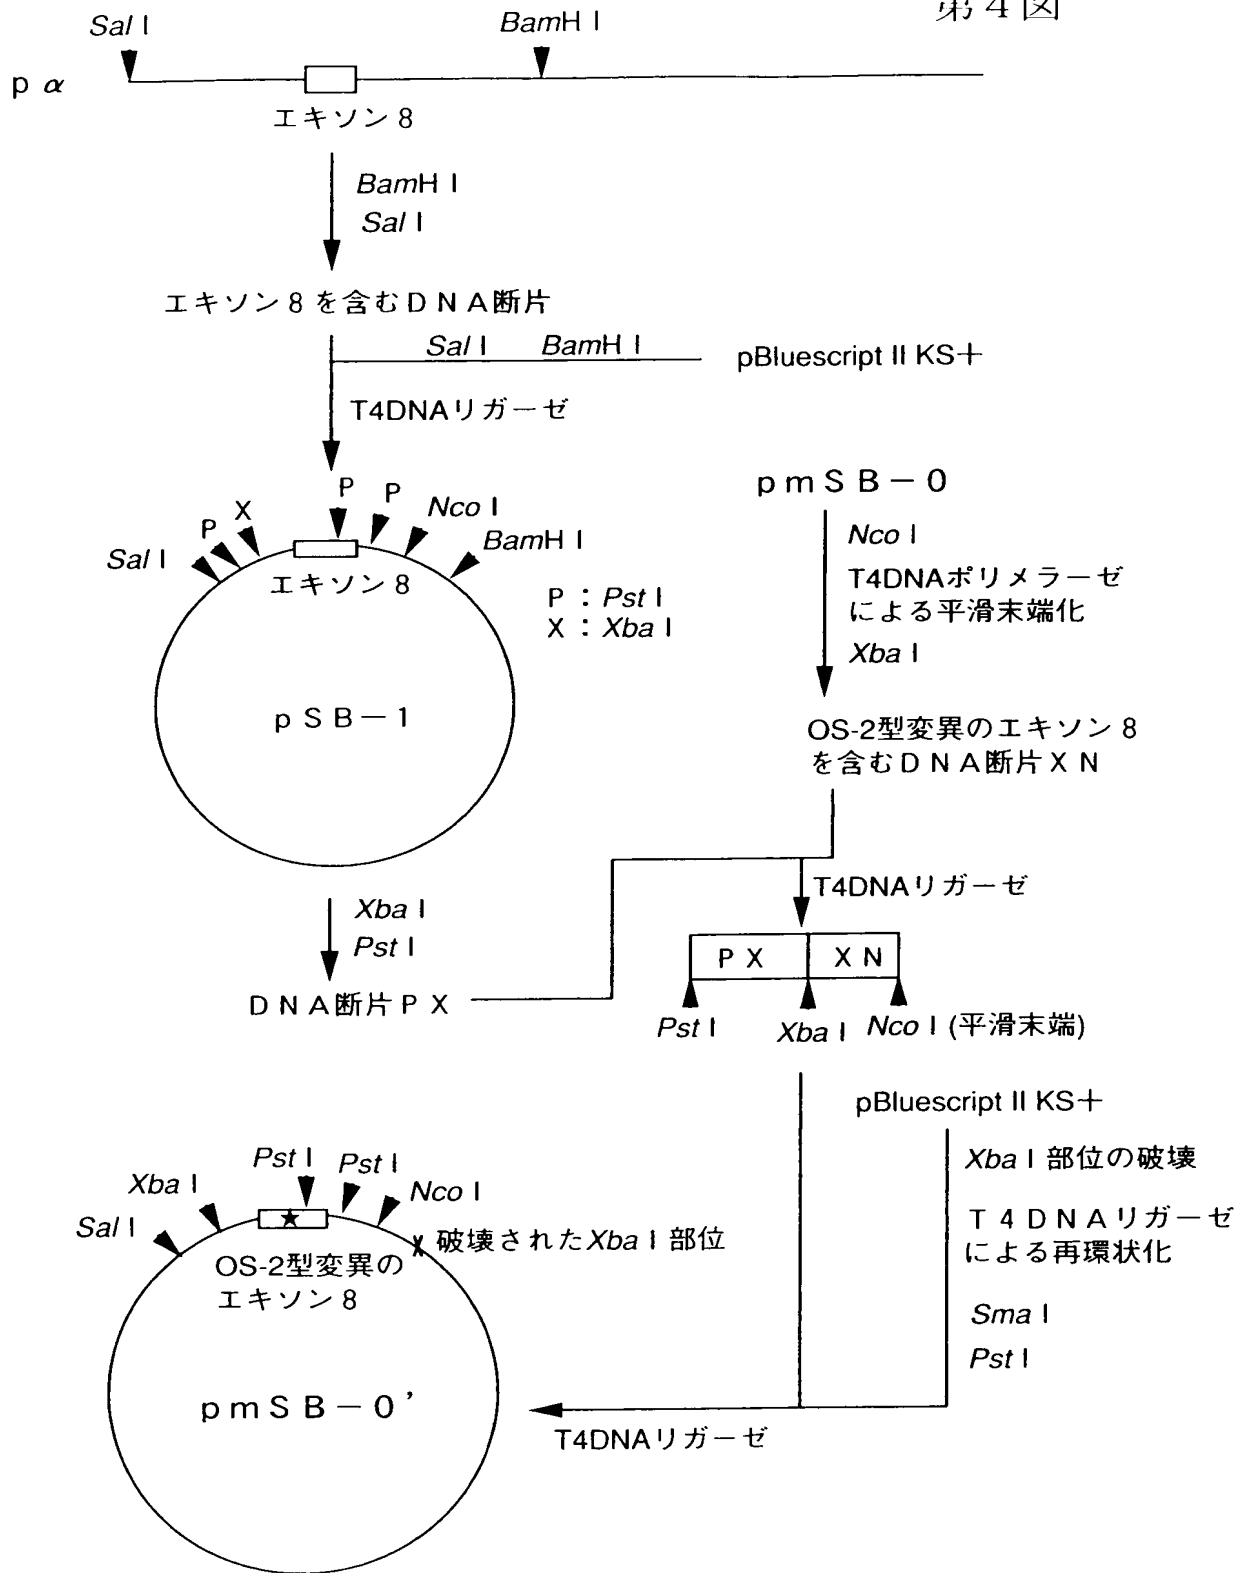 第4図
Sal I
BamH I
p α
エキソン8
BamH I
Sal I
エキソン8を含むDNA断片
Sal I BamH I
pBluescript II KS+
T4DNAリガーゼ
pmSB-0
P
P
Nco I
X
P
BamH I
Sal I
エキソン8
P:Pst I
X:Xba I
pSB-1
Nco I
T4DNAポリメラーゼ
による平滑末端化
Xba I
OS-2型変異のエキソン8
を含むDNA断片XN
Xba I
Pst I
DNA断片PX
T4DNAリガーゼ
PX
XN
Pst I
Xba I
Nco I (平滑末端)
pBluescript II KS+
Xba I 部位の破壊
T4DNAリガーゼ
による再環状化
Sma I
Pst I
T4DNAリガーゼ
Pst I
Pst I
Xba I
Nco I
Sal I
破壊されたXba I 部位
OS-2型変異の
エキソン8
pmSB-0’